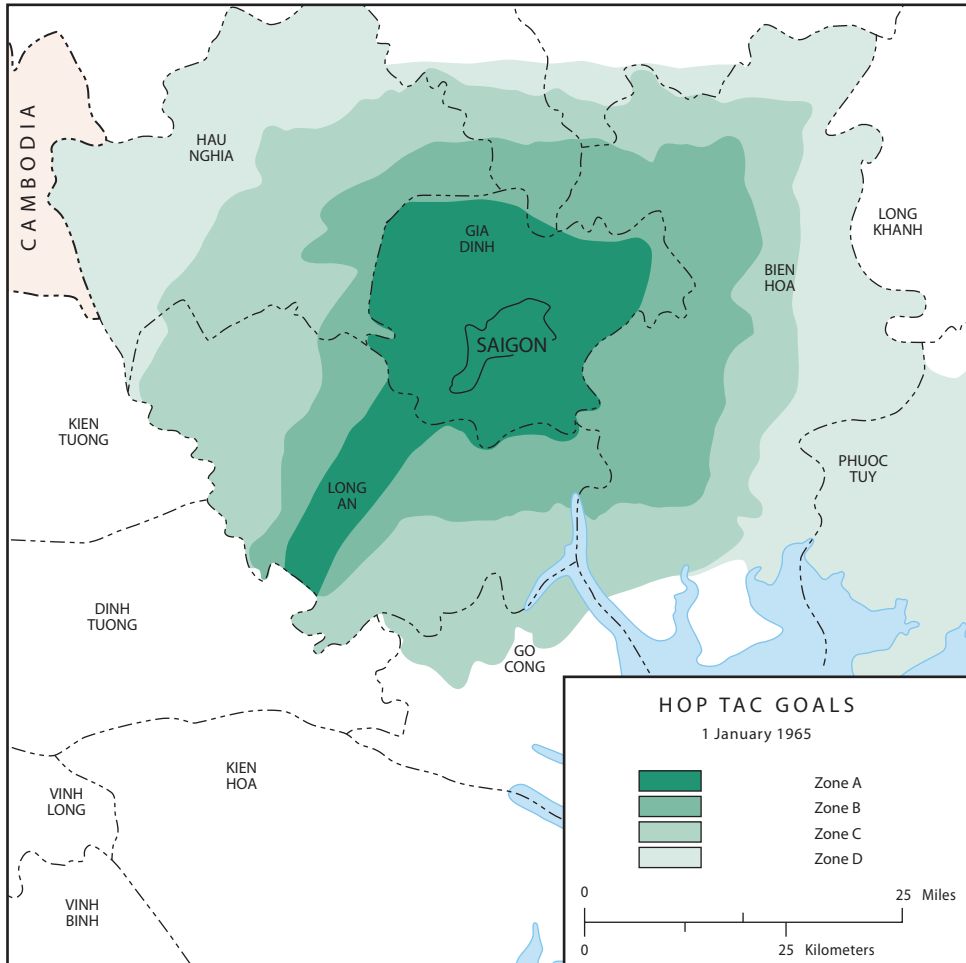 CAMBODIA
HAU
NGHIA
GIA
DINH
LONG
KHANH
BIEN
HOA
SAIGON
KIEN
TUONG
PHUOC
TUY
LONG
AN
DINH
TUONG
GO
CONG
KIEN
HOA
VINH
LONG
VINH
BINH
HOP TAC GOALS
1 January 1965
Zone A
Zone B
Zone C
Zone D
0 25 Miles
0 25 Kilometers